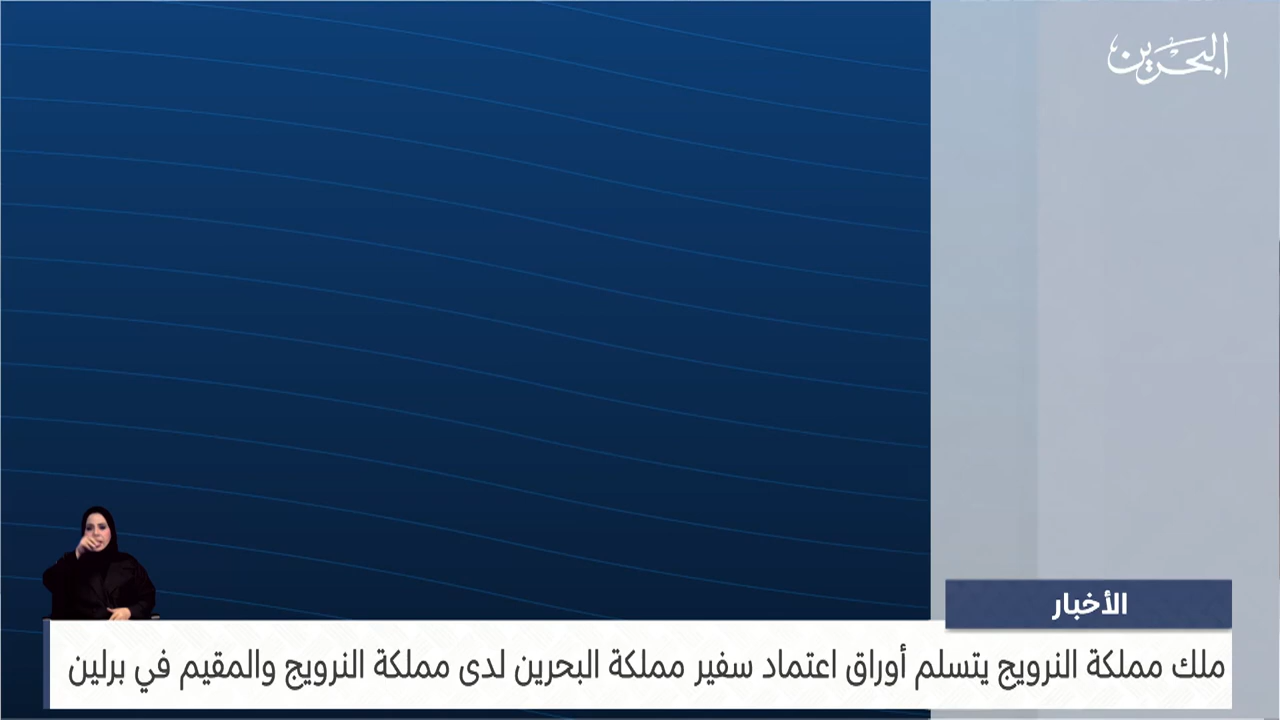 البحرين
الأخبار
ملك مملكة النرويج يتسلم أوراق اعتماد سفير مملكة البحرين لدى مملكة النرويج والمقيم في برلين